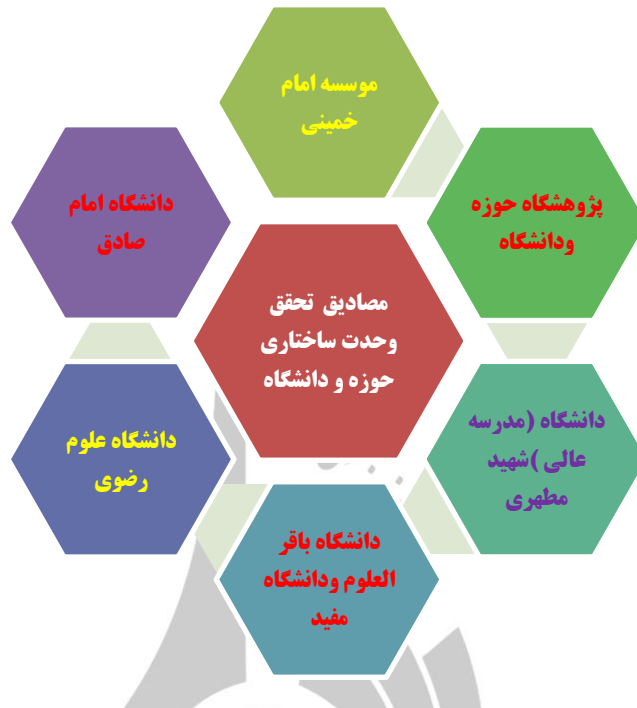 موسسه امام
خمینی
پژوهشگاه حوزه
ودانشگاه
دانشگاه (مدرسه
عالی )شهید
مطهری
دانشگاه باقر
العلوم ودانشگاه
مفید
دانشگاه علوم
رضوی
دانشگاه امام
صادق
مصادیق تحقق
وحدت ساختاری
حوزه و دانشگاه